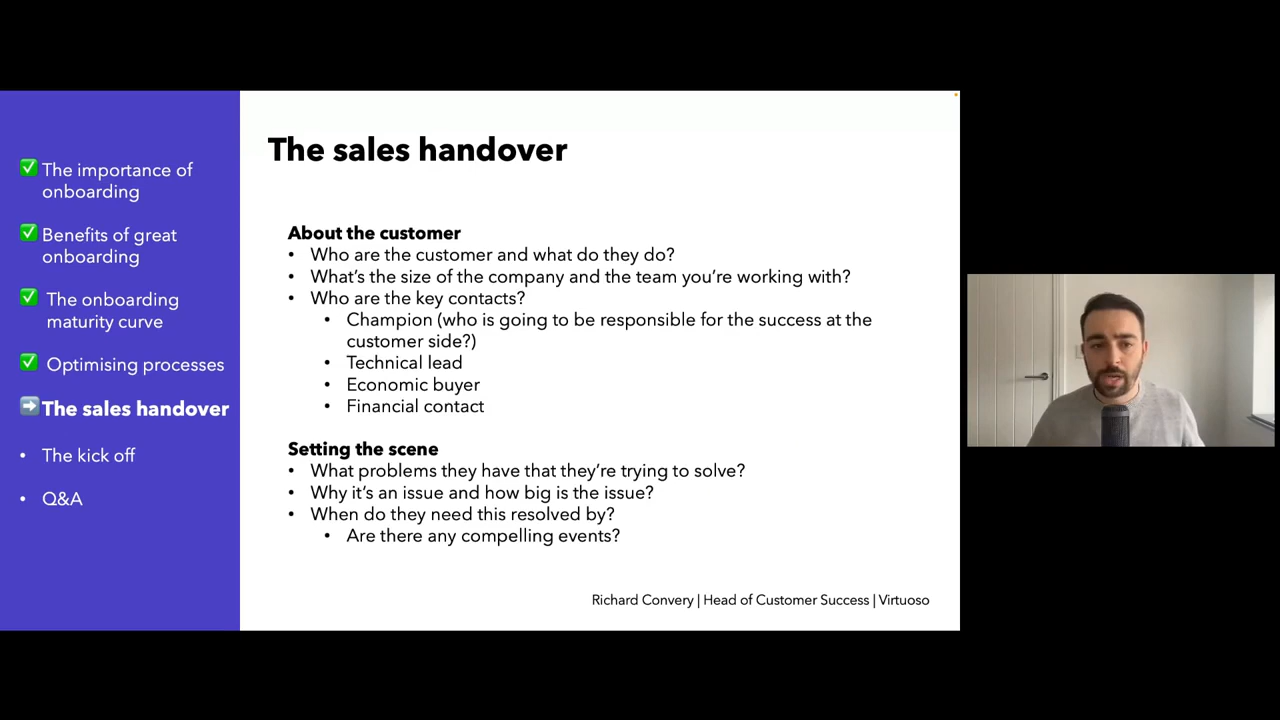 The importance of
onboarding
Benefits of great
onboarding
The onboarding
maturity curve
Optimising processes
The sales handover
• The kick off
• Q&A
The sales handover
About the customer
• Who are the customer and what do they do?
• What's the size of the company and the team you're working with?
• Who are the key contacts?
• Champion (who is going to be responsible for the success at the
customer side?)
• Technical lead
• Economic buyer
• Financial contact
Setting the scene
• What problems they have that they're trying to solve?
• Why it's an issue and how big is the issue?
• When do they need this resolved by?
• Are there any compelling events?
Richard Convery | Head of Customer Success | Virtuoso